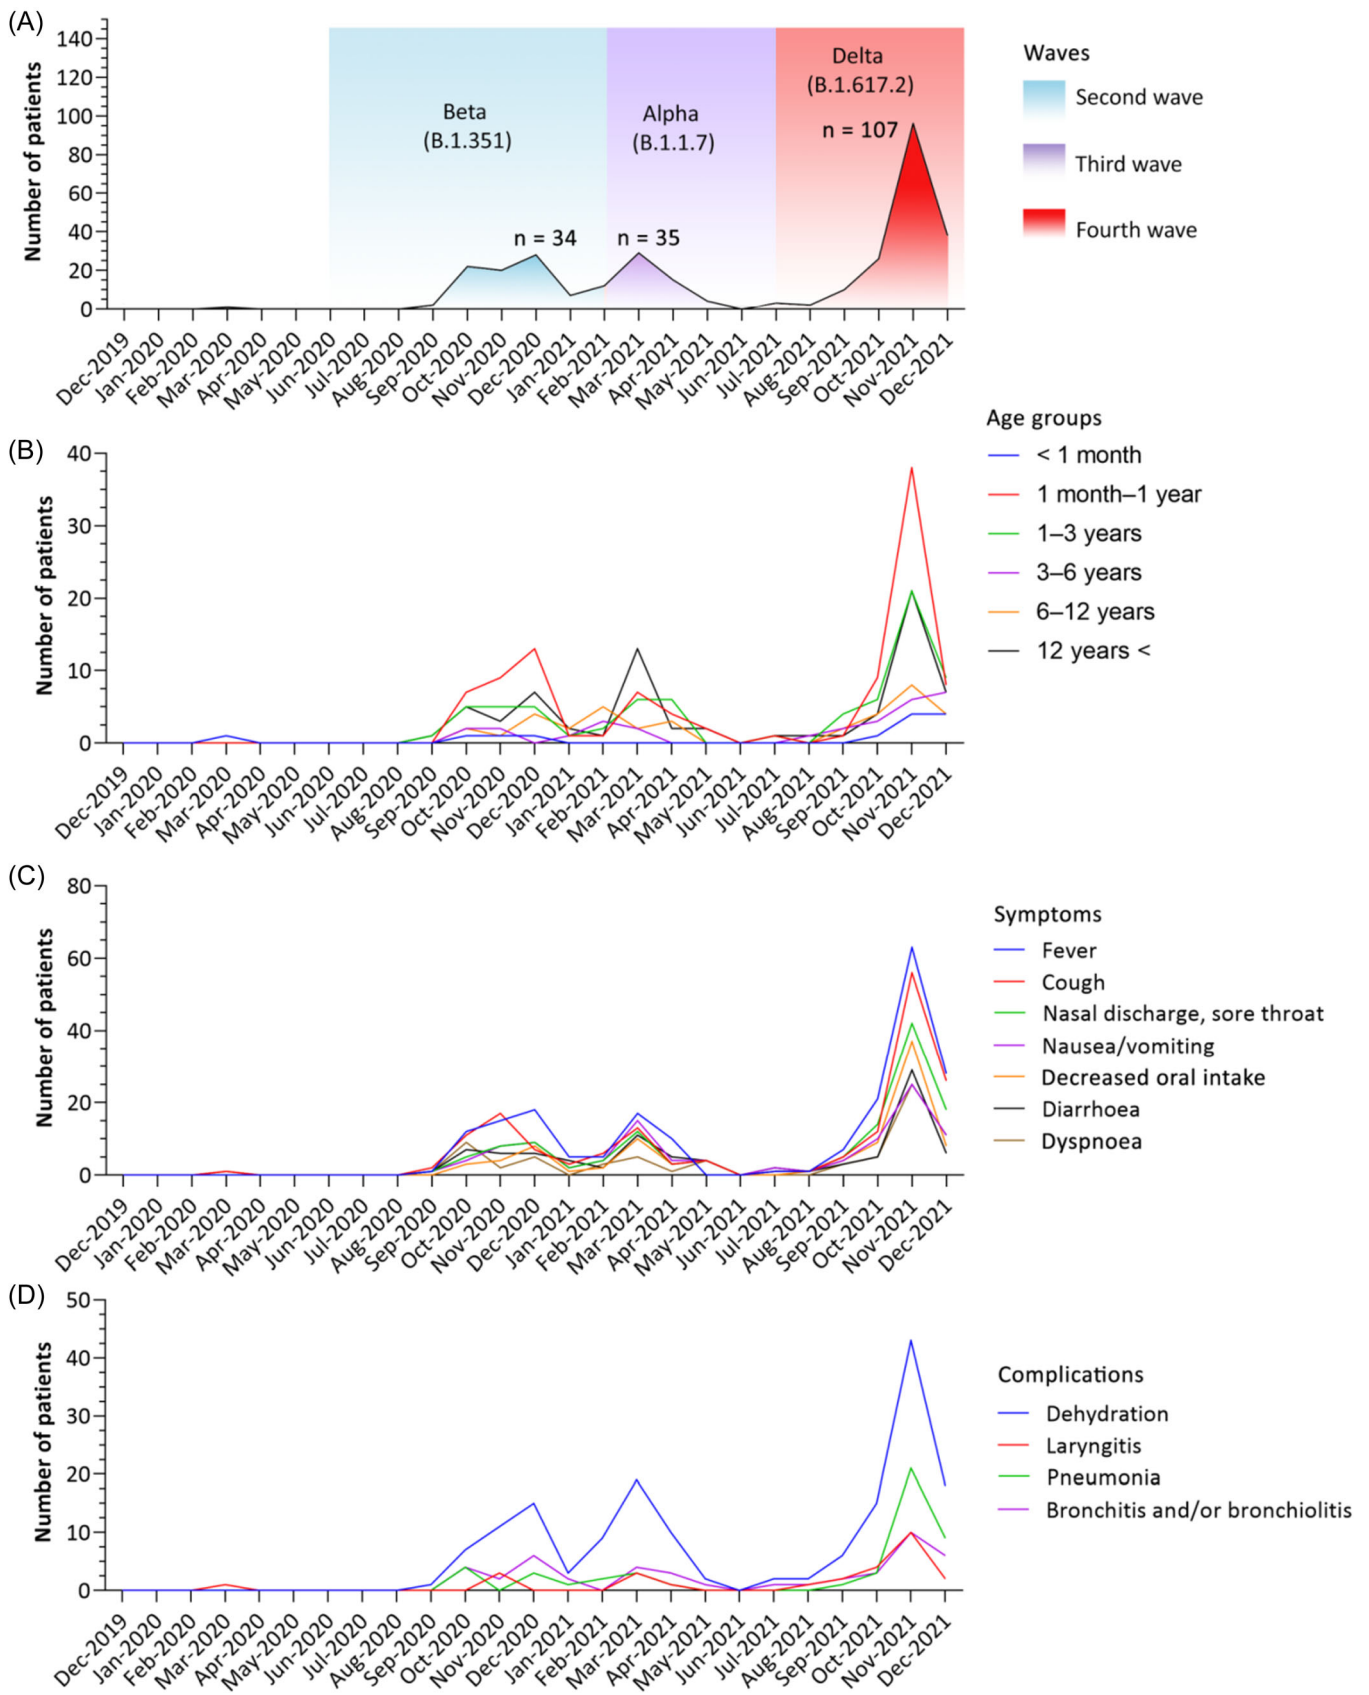 (A)
Number of patients
140
120
100
80
60
40
20
0
Beta
(B.1.351)
Alpha
(B.1.1.7)
Delta
(B.1.617.2)
n = 34
n = 35
n = 107
Dec-2019
Jan-2020
Feb-2020
Mar-2020
Apr-2020
May-2020
Jun-2020
Jul-2020
Aug-2020
Sep-2020
Oct-2020
Nov-2020
Dec-2020
Jan-2021
Feb-2021
Mar-2021
Apr-2021
May-2021
Jun-2021
Jul-2021
Aug-2021
Sep-2021
Oct-2021
Nov-2021
Dec-2021
Waves
Second wave
Third wave
Fourth wave
(B)
Number of patients
40
30
20
10
0
Dec-2019
Jan-2020
Feb-2020
Mar-2020
Apr-2020
May-2020
Jun-2020
Jul-2020
Aug-2020
Sep-2020
Oct-2020
Nov-2020
Dec-2020
Jan-2021
Feb-2021
Mar-2021
Apr-2021
May-2021
Jun-2021
Jul-2021
Aug-2021
Sep-2021
Oct-2021
Nov-2021
Dec-2021
Age groups
< 1 month
1 month–1 year
1–3 years
3–6 years
6–12 years
12 years <
(C)
Number of patients
80
60
40
20
0
Dec-2019
Jan-2020
Feb-2020
Mar-2020
Apr-2020
May-2020
Jun-2020
Jul-2020
Aug-2020
Sep-2020
Oct-2020
Nov-2020
Dec-2020
Jan-2021
Feb-2021
Mar-2021
Apr-2021
May-2021
Jun-2021
Jul-2021
Aug-2021
Sep-2021
Oct-2021
Nov-2021
Dec-2021
Symptoms
Fever
Cough
Nasal discharge, sore throat
Nausea/vomiting
Decreased oral intake
Diarrhoea
Dyspnoea
(D)
Number of patients
50
40
30
20
10
0
Dec-2019
Jan-2020
Feb-2020
Mar-2020
Apr-2020
May-2020
Jun-2020
Jul-2020
Aug-2020
Sep-2020
Oct-2020
Nov-2020
Dec-2020
Jan-2021
Feb-2021
Mar-2021
Apr-2021
May-2021
Jun-2021
Jul-2021
Aug-2021
Sep-2021
Oct-2021
Nov-2021
Dec-2021
Complications
Dehydration
Laryngitis
Pneumonia
Bronchitis and/or bronchiolitis